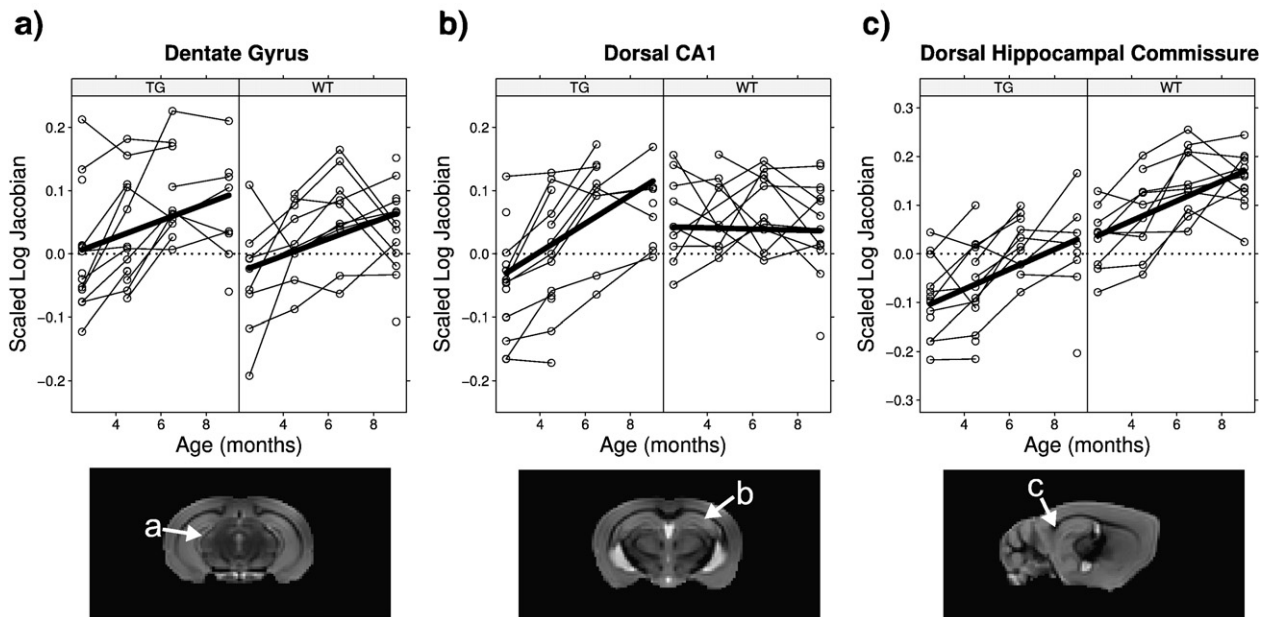 a)
Dentate Gyrus
TG WT
Scaled Log Jacobian
0.2
0.1
0.0
−0.1
−0.2
4 6 8 4 6 8
Age (months)
a
b)
Dorsal CA1
TG WT
Scaled Log Jacobian
0.2
0.1
0.0
−0.1
−0.2
4 6 8 4 6 8
Age (months)
b
c)
Dorsal Hippocampal Commissure
TG WT
Scaled Log Jacobian
0.3
0.2
0.1
0.0
−0.1
−0.2
−0.3
4 6 8 4 6 8
Age (months)
c